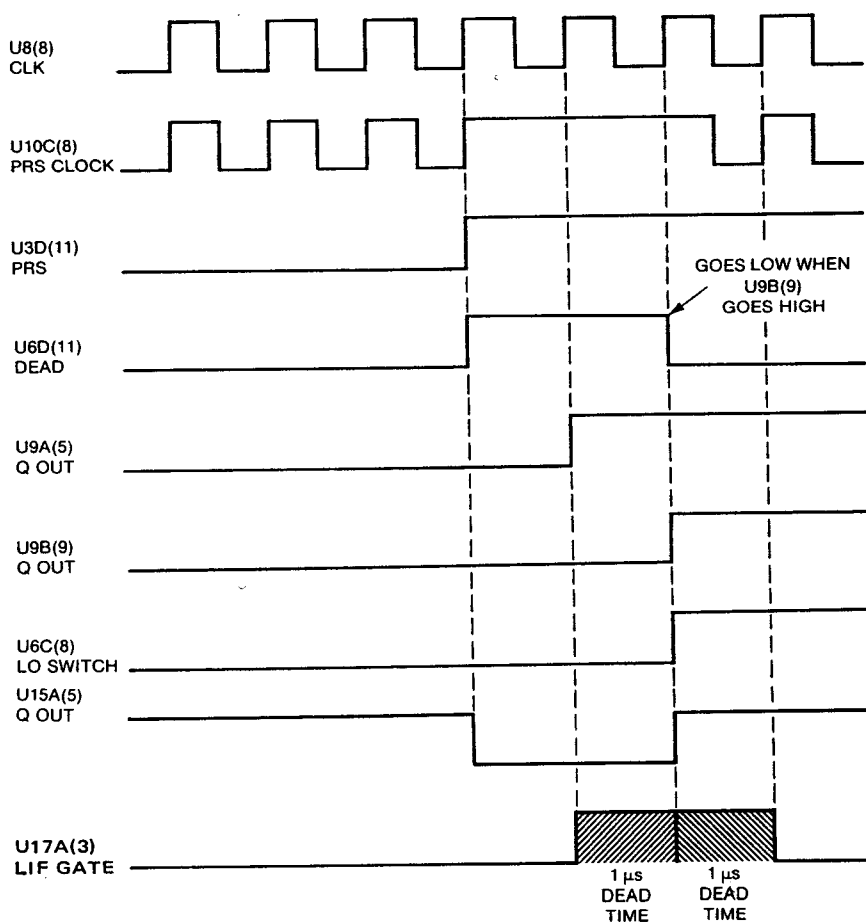 U8(8)
CLK
U10C(8)
PRS CLOCK
U3D(11)
PRS
GOES LOW WHEN
U9B(9)
GOES HIGH
U6D(11)
DEAD
U9A(5)
Q OUT
U9B(9)
Q OUT
U6C(8)
LO SWITCH
U15A(5)
Q OUT
U17A(3)
LIF GATE
1 μs
DEAD
TIME
1 μs
DEAD
TIME